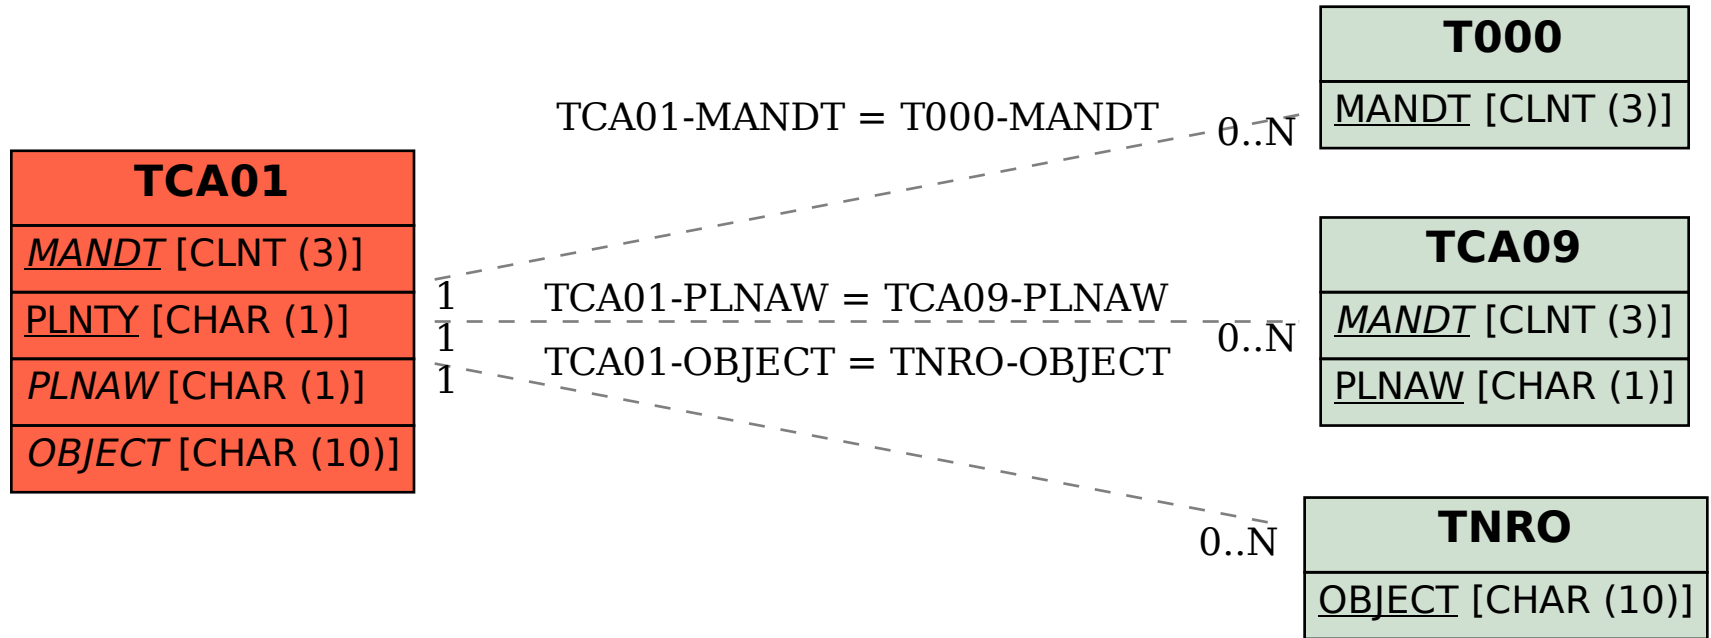 TCA01
MANDT [CLNT (3)]
PLNTY [CHAR (1)]
PLNAW [CHAR (1)]
OBJECT [CHAR (10)]
TCA01-MANDT = T000-MANDT
1
0..N
TCA01-PLNAW = TCA09-PLNAW
1
0..N
TCA01-OBJECT = TNRO-OBJECT
1
0..N
T000
MANDT [CLNT (3)]
TCA09
MANDT [CLNT (3)]
PLNAW [CHAR (1)]
TNRO
OBJECT [CHAR (10)]